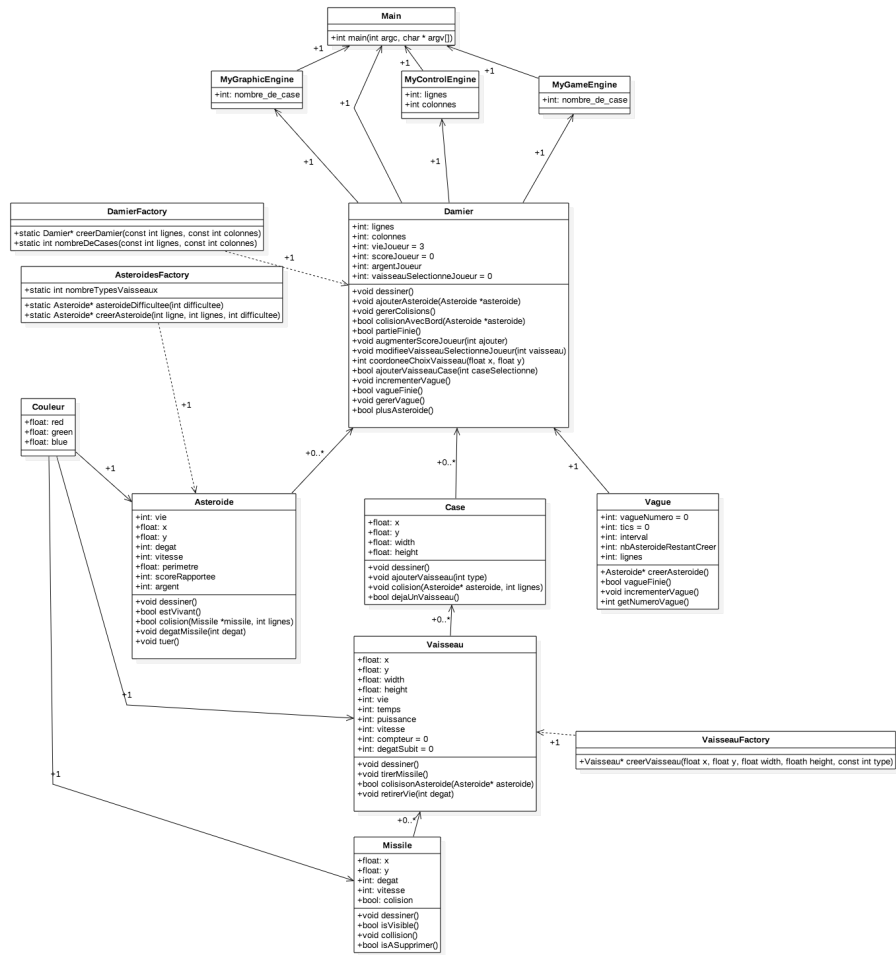 Main
+int main(int argc, char * argv[])
+1
+1
+1
+1
MyGraphicEngine
+int: nombre_de_case
MyControlEngine
+int: lignes
+int colonnes
MyGameEngine
+int: nombre_de_case
+1
+1
+1
DamierFactory
+static Damier* creerDamier(const int lignes, const int colonnes)
+static int nombreDeCases(const int lignes, const int colonnes)
+1
AsteroidesFactory
+static int nombreTypesVaisseaux
+static Asteroide* asteroideDifficultee(int difficultee)
+static Asteroide* creerAsteroide(int ligne, int lignes, int difficultee)
+1
Damier
+int: lignes
+int: colonnes
+int: vieJoueur = 3
+int: scoreJoueur = 0
+int: argentJoueur
+int: vaisseauSelectionneJoueur = 0
+void dessiner()
+void ajouterAsteroide(Asteroide *asteroide)
+void gererColisions()
+bool colisionAvecBord(Asteroide *asteroide)
+bool partieFinie()
+void augmenterScoreJoueur(int ajouter)
+void modifieeVaisseauSelectionneJoueur(int vaisseau)
+int coordoneeChoixVaisseau(float x, float y)
+bool ajouterVaisseauCase(int caseSelectionne)
+void incrementerVague()
+bool vagueFinie()
+void gererVague()
+bool plusAsteroide()
Couleur
+float: red
+float: green
+float: blue
+1
+0..*
+0..*
+1
Asteroide
+int: vie
+float: x
+float: y
+int: degat
+int: vitesse
+float: perimetre
+int: scoreRapportee
+int: argent
+void dessiner()
+bool estVivant()
+bool colision(Missile *missile, int lignes)
+void degatMissile(int degat)
+void tuer()
Case
+float: x
+float: y
+float: width
+float: height
+void dessiner()
+void ajouterVaisseau(int type)
+void colision(Asteroide* asteroide, int lignes)
+bool dejaUnVaisseau()
Vague
+int: vagueNumero = 0
+int: tics = 0
+int: interval
+int: nbAsteroideRestantCreer
+int: lignes
+Asteroide* creerAsteroide()
+bool vagueFinie()
+void incrementerVague()
+int getNumeroVague()
+0..*
+1
Vaisseau
+float: x
+float: y
+float: width
+float: height
+int: vie
+int: temps
+int: puissance
+int: vitesse
+int: compteur = 0
+int: degatSubit = 0
+void dessiner()
+void tirerMissile()
+bool colisisonAsteroide(Asteroide* asteroide)
+void retirerVie(int degat)
+1
VaisseauFactory
+Vaisseau* creerVaisseau(float x, float y, float width, floath height, const int type)
+1
+0..*
Missile
+float: x
+float: y
+int: degat
+int: vitesse
+bool: colision
+void dessiner()
+bool isVisible()
+void collision()
+bool isASupprimer()